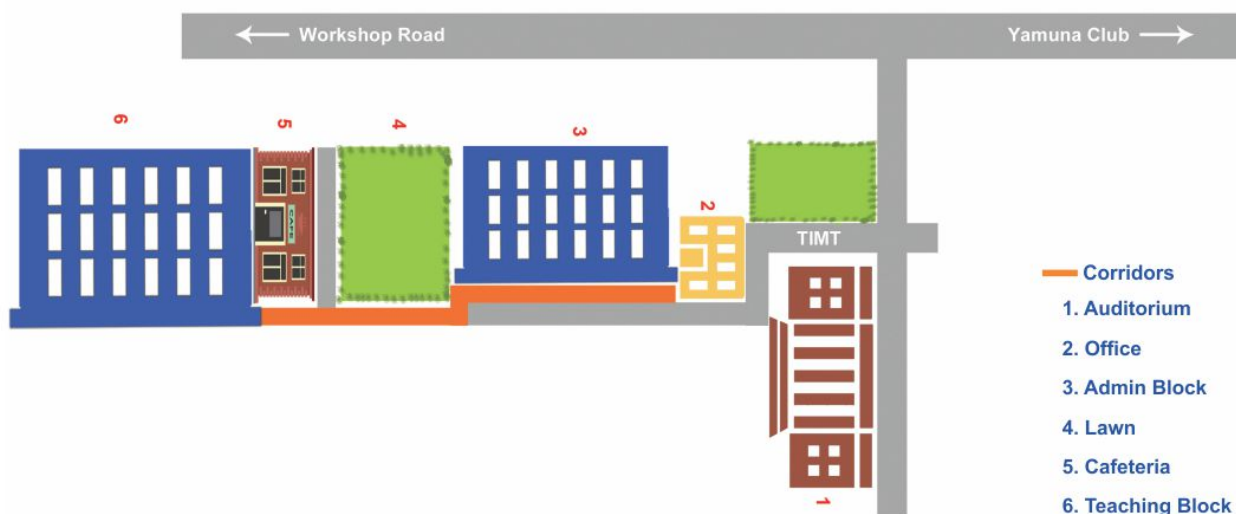 Workshop Road
Yamuna Club
6
5
4
3
2
TIMT
CAFE
1
Corridors
1. Auditorium
2. Office
3. Admin Block
4. Lawn
5. Cafeteria
6. Teaching Block